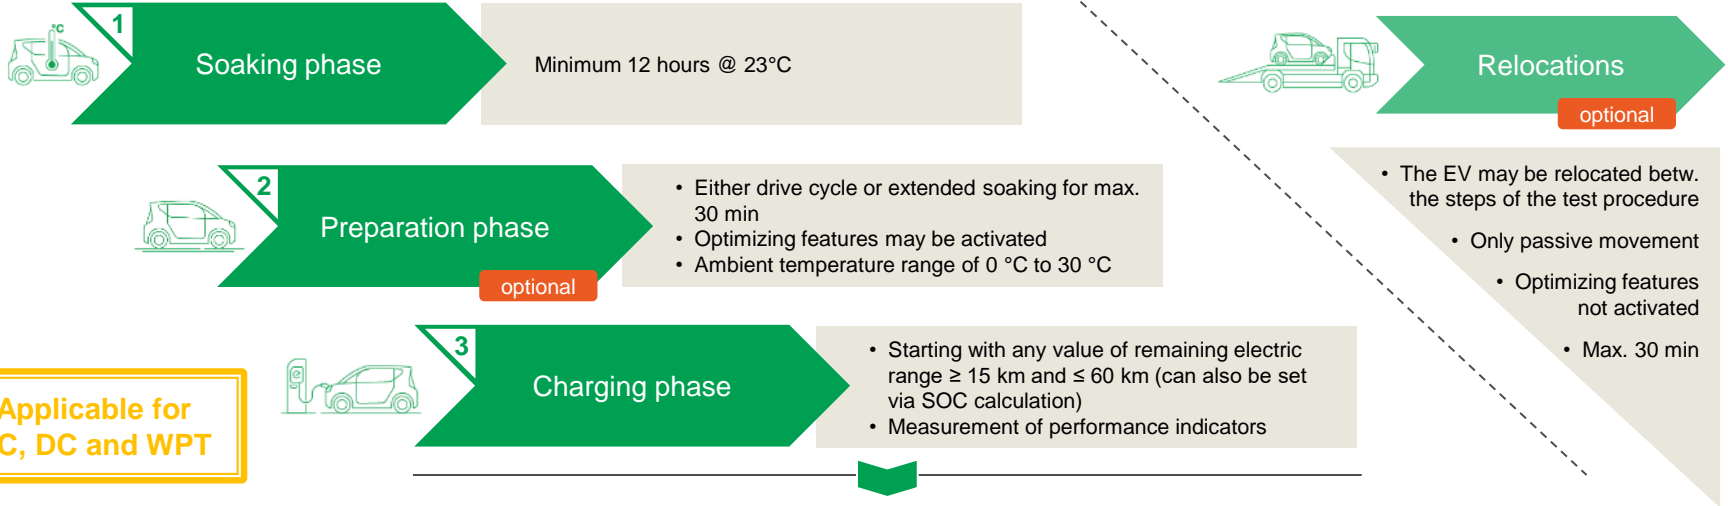 °C
1
Soaking phase
Minimum 12 hours @ 23°C
2
Preparation phase
optional
• Either drive cycle or extended soaking for max.
30 min
• Optimizing features may be activated
• Ambient temperature range of 0 °C to 30 °C
3
Charging phase
• Starting with any value of remaining electric
range ≥ 15 km and ≤ 60 km (can also be set
via SOC calculation)
• Measurement of performance indicators
Applicable for
C, DC and WPT
Relocations
optional
• The EV may be relocated betw.
the steps of the test procedure
• Only passive movement
• Optimizing features
not activated
• Max. 30 min